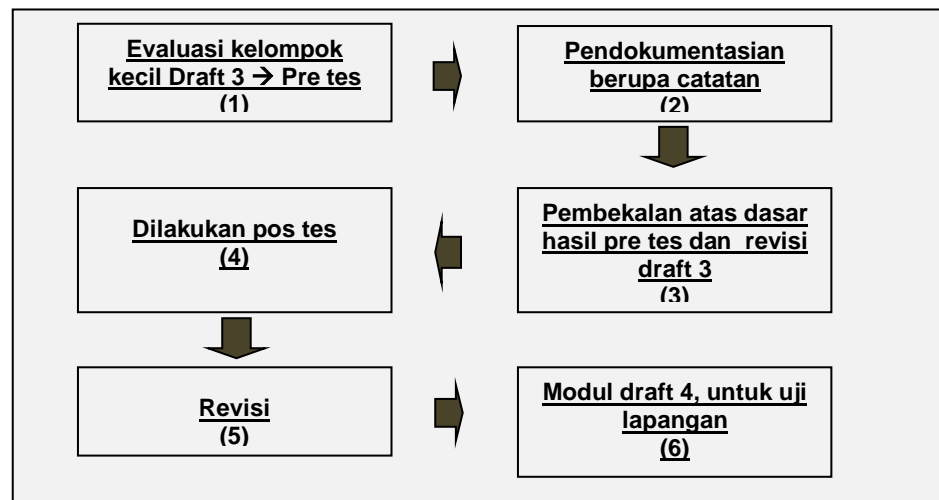 Evaluasi kelompok
kecil Draft 3 → Pre tes
(1)
Pendokumentasian
berupa catatan
(2)
Pembekalan atas dasar
hasil pre tes dan revisi
draft 3
(3)
Dilakukan pos tes
(4)
Revisi
(5)
Modul draft 4, untuk uji
lapangan
(6)